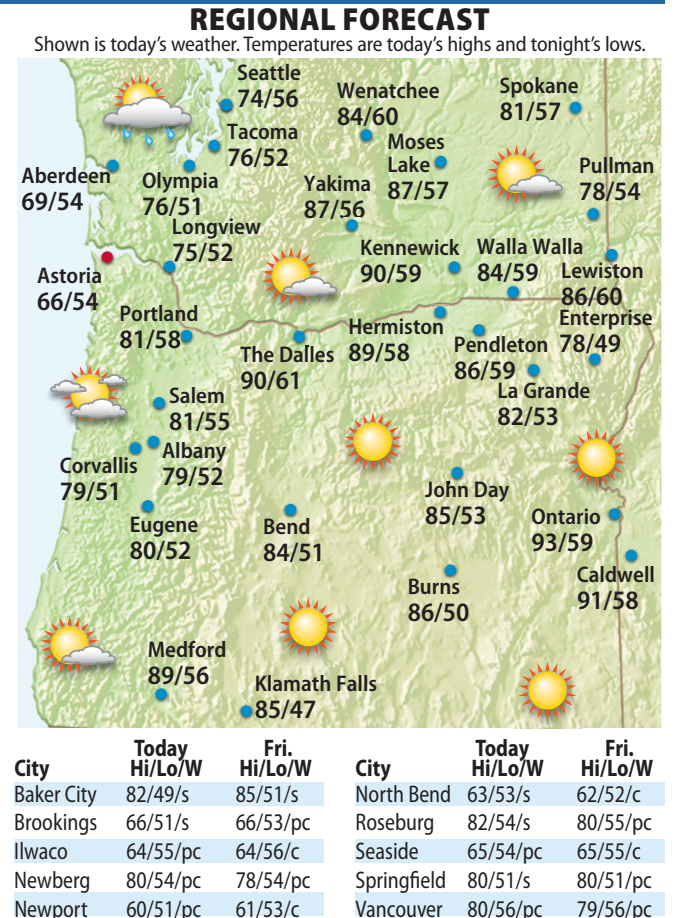 REGIONAL FORECAST
Shown is today's weather. Temperatures are today's highs and tonight's lows.
Seattle
74/56
Wenatchee
84/60
Spokane
81/57
Tacoma
76/52
Moses
Lake
87/57
Pullman
78/54
Aberdeen
69/54
Olympia
76/51
Yakima
87/56
Longview
75/52
Kennewick
90/59
Walla Walla
84/59
Lewiston
86/60
Astoria
66/54
Portland
81/58
The Dalles
90/61
Hermiston
89/58
Pendleton
86/59
Enterprise
78/49
La Grande
82/53
Salem
81/55
Albany
79/52
Corvallis
79/51
Eugene
80/52
Bend
84/51
John Day
85/53
Ontario
93/59
Caldwell
91/58
Burns
86/50
Medford
89/56
Klamath Falls
85/47
Today Fri.
City Hi/Lo/W Hi/Lo/W
Baker City 82/49/s 85/51/s
Brookings 66/51/s 66/53/pc
Ilwaco 64/55/pc 64/56/c
Newberg 80/54/pc 78/54/pc
Newport 60/51/pc 61/53/c
Today Fri.
City Hi/Lo/W Hi/Lo/W
North Bend 63/53/s 62/52/c
Roseburg 82/54/s 80/55/pc
Seaside 65/54/pc 65/55/c
Springfield 80/51/s 80/51/pc
Vancouver 80/56/pc 79/56/pc